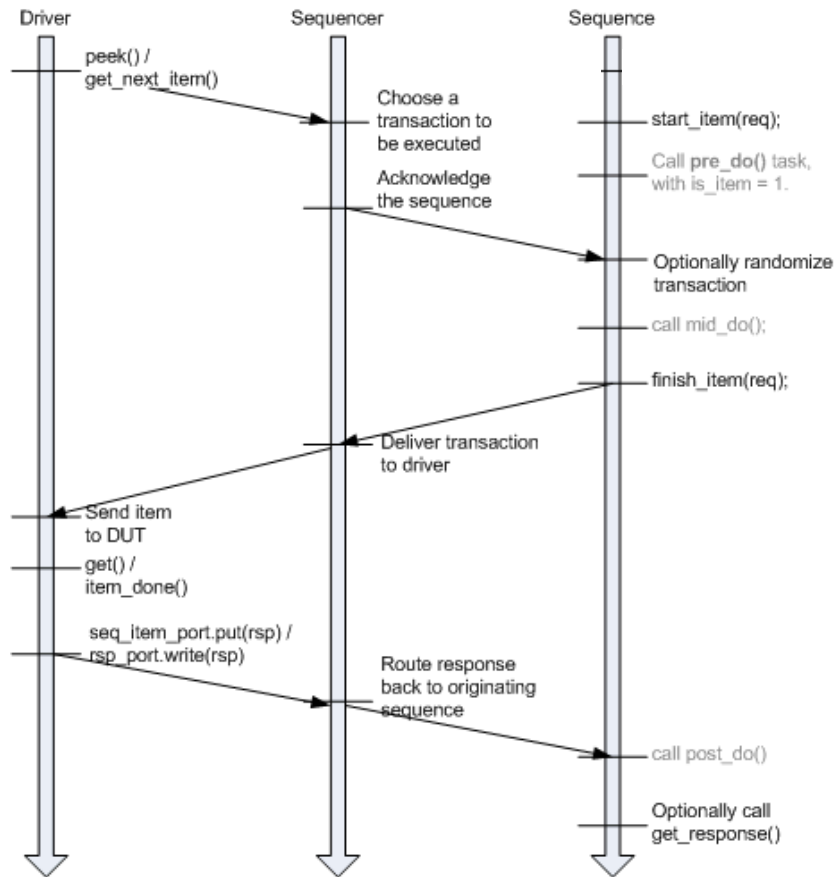 Driver
Sequencer
Sequence
peek() /
get_next_item()
Choose a
transaction to
be executed
start_item(req);
Call pre_do() task,
with is_item = 1.
Acknowledge
the sequence
Optionally randomize
transaction
call mid_do();
finish_item(req);
Deliver transaction
to driver
Send item
to DUT
get() /
item_done()
seq_item_port.put(rsp) /
rsp_port.write(rsp)
Route response
back to originating
sequence
call post_do()
Optionally call
get_response()